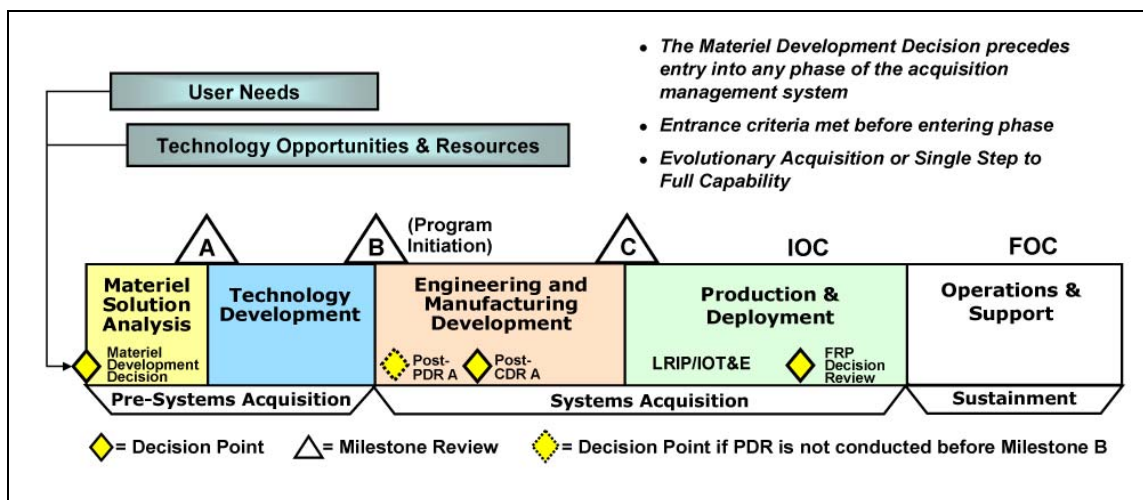 User Needs
Technology Opportunities & Resources
• The Materiel Development Decision precedes
entry into any phase of the acquisition
management system
• Entrance criteria met before entering phase
• Evolutionary Acquisition or Single Step to
Full Capability
A
B
(Program
Initiation)
C
IOC
FOC
Materiel
Solution
Analysis
Materiel
Development
Decision
Technology
Development
Engineering and
Manufacturing
Development
Post-
PDR A
Post-
CDR A
Production &
Deployment
LRIP/IOT&E
FRP
Decision
Review
Operations &
Support
Pre-Systems Acquisition
Systems Acquisition
Sustainment
= Decision Point
= Milestone Review
= Decision Point if PDR is not conducted before Milestone B